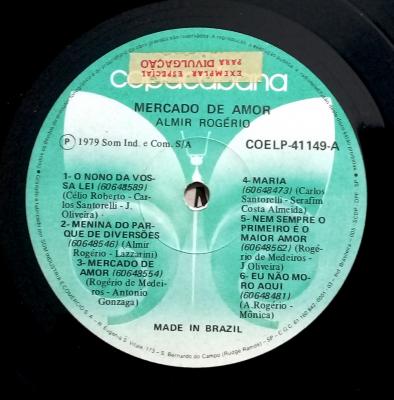 EXEMPLAR ESPECIAL
PARA DIVULGAÇÃO
copacabana
MERCADO DE AMOR
ALMIR ROGÉRIO
P 1979 Som Ind. e Com. S/A
COELP-41149-A
1-O NONO DA VOS-
SA LEI (60648589)
(Célio Roberto - Car-
los Santorelli - J.
Oliveira)
2-MENINA DO PAR-
QUE DE DIVERSÕES
(60648546) (Almir
Rogério - Lazzarini)
3-MERCADO DE
AMOR (60648554)
(Rogério de Medei-
ros - Antonio
Gonzaga)
4-MARIA
(60648473) (Carlos
Santorelli - Serafim
Costa Almeida)
5-NEM SEMPRE O
PRIMEIRO É O
MAIOR AMOR
(60648562) (Rogé-
rio de Medeiros -
J.Oliveira)
6-EU NÃO MO-
RO AQUI
(60648481)
(A.Rogério -
Mônica)
MADE IN BRAZIL